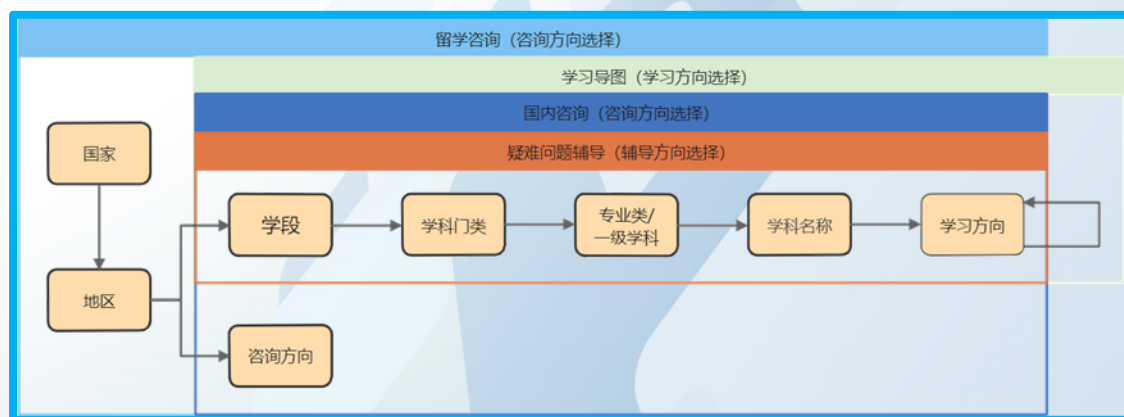 留学咨询（咨询方向选择）
学习导图（学习方向选择）
国内咨询（咨询方向选择）
疑难问题辅导（辅导方向选择）
国家
学段
学科门类
专业类/
一级学科
学科名称
学习方向
地区
咨询方向